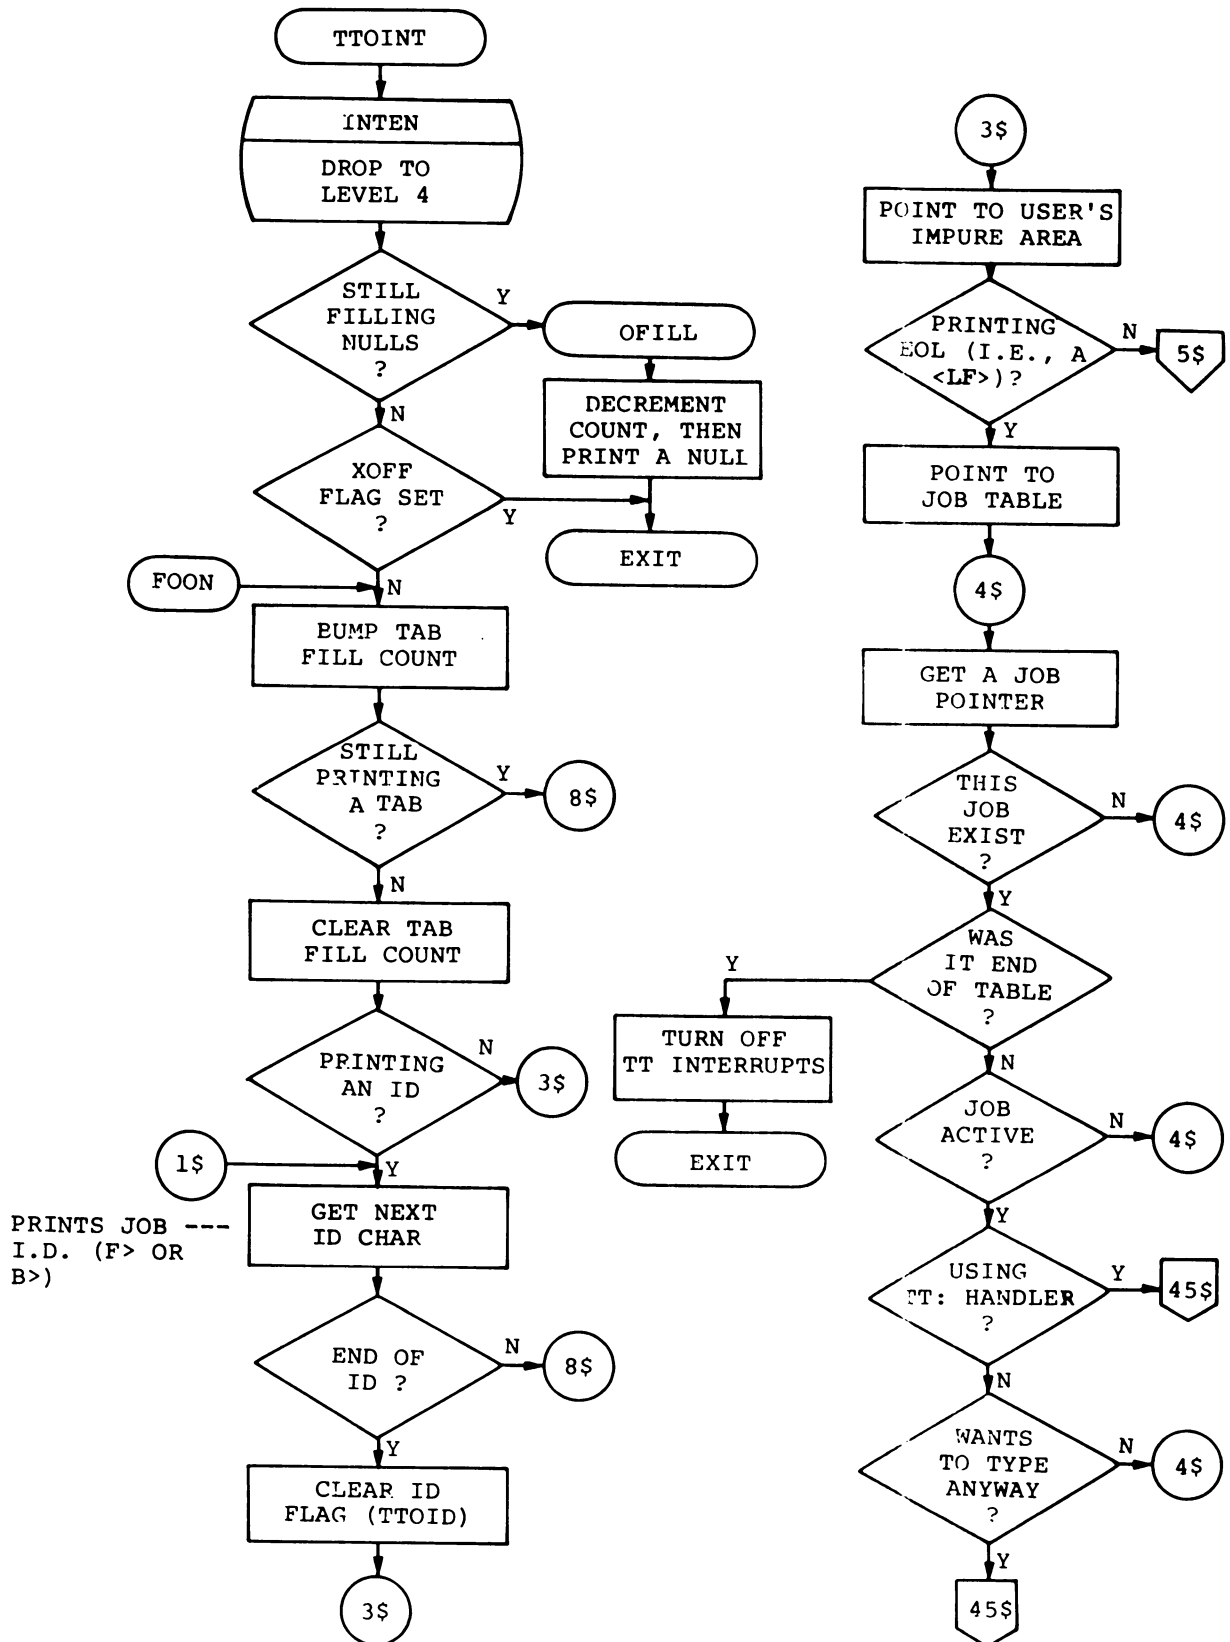 TTOINT
INTEN
DROP TO
LEVEL 4
STILL
FILLING
NULLS
?
Y
OFILL
DECREMENT
COUNT, THEN
PRINT A NULL
N
XOFF
FLAG SET
?
Y
EXIT
FOON
N
BUMP TAB
FILL COUNT
STILL
PRINTING
A TAB
?
Y
8$
N
CLEAR TAB
FILL COUNT
PRINTING
AN ID
?
N
3$
1$
Y
PRINTS JOB ---
I.D. (F> OR
B>)
GET NEXT
ID CHAR
END OF
ID ?
N
8$
Y
CLEAR ID
FLAG (TTOID)
3$
3$
POINT TO USER'S
IMPURE AREA
PRINTING
EOL (I.E., A
<LF>)?
N
5$
Y
POINT TO
JOB TABLE
4$
GET A JOB
POINTER
THIS
JOB
EXIST
?
N
4$
Y
WAS
IT END
OF TABLE
?
Y
TURN OFF
TT INTERRUPTS
EXIT
N
JOB
ACTIVE
?
N
4$
Y
USING
TT: HANDLER
?
Y
45$
N
WANTS
TO TYPE
ANYWAY
?
N
4$
Y
45$